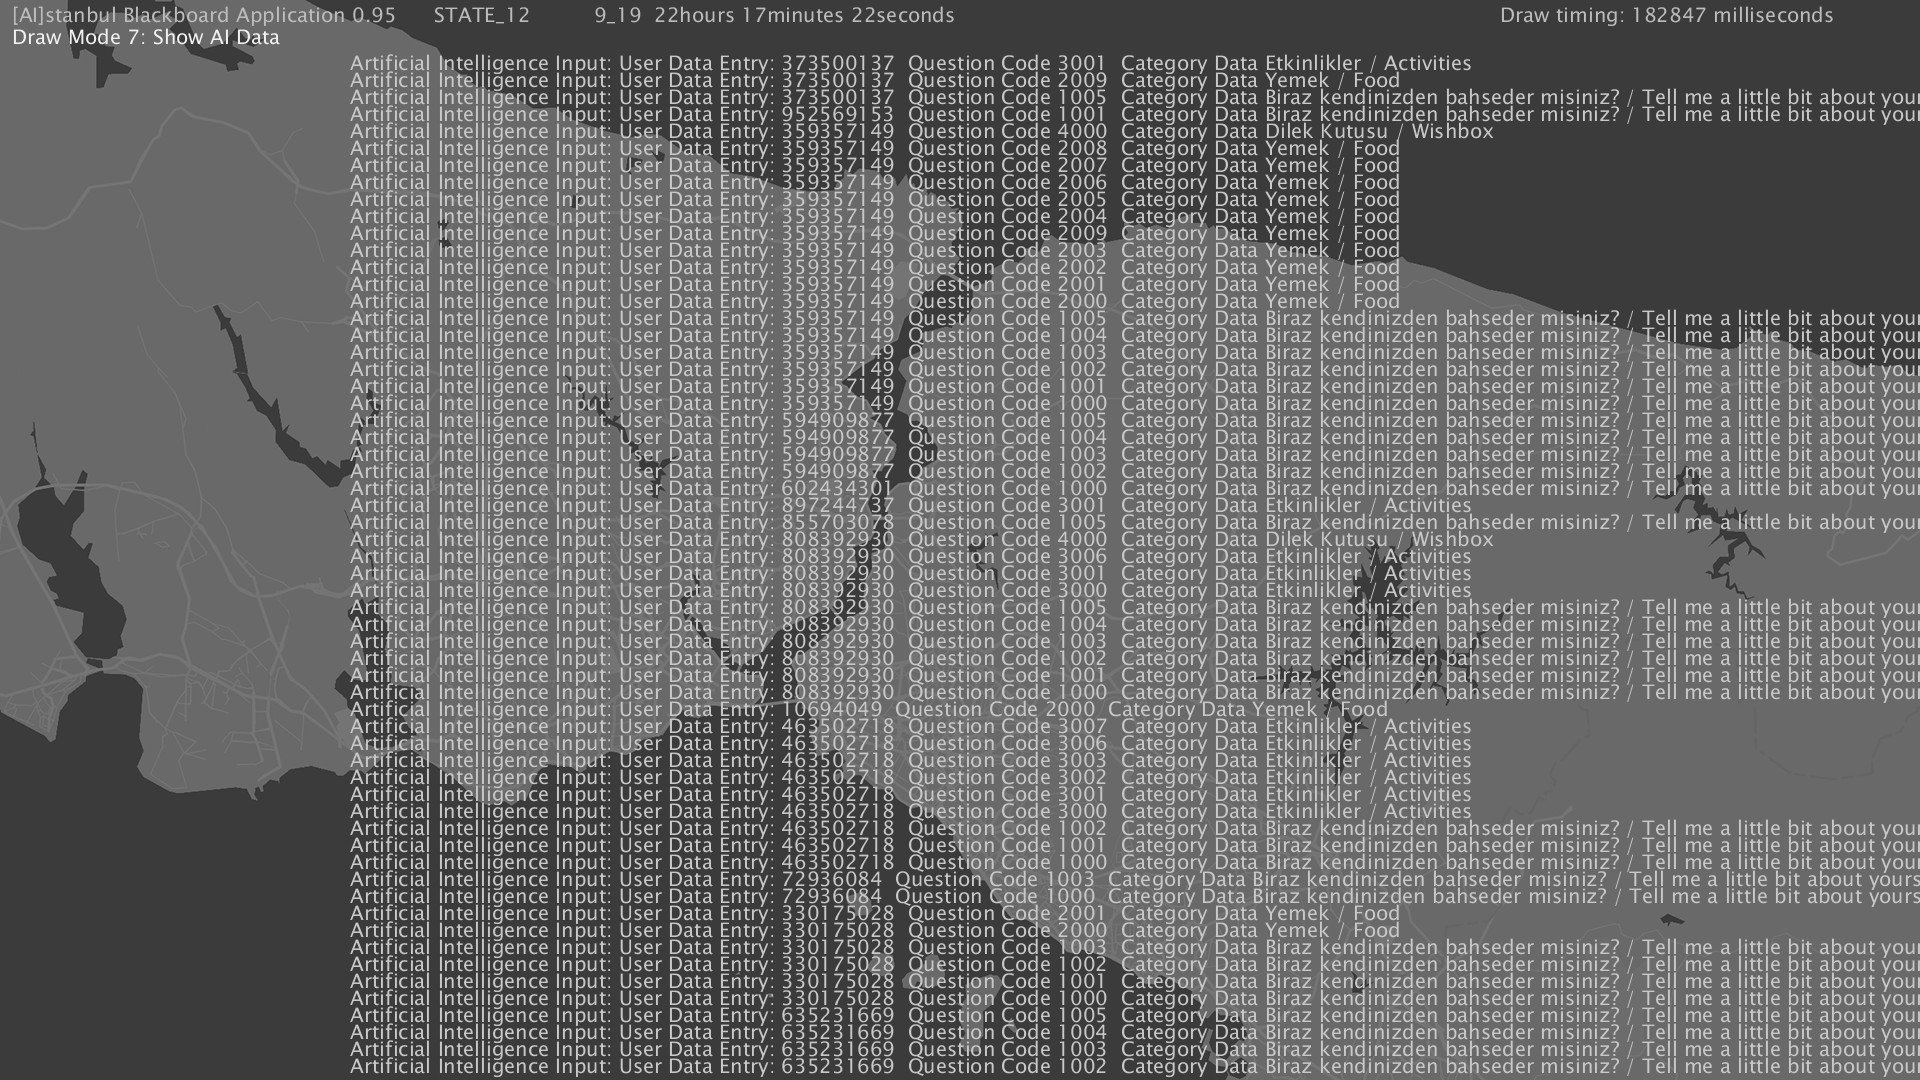 [AI]stanbul Blackboard Application 0.95 STATE_12 9_19 22hours 17minutes 22seconds Draw timing: 182847 milliseconds
Draw Mode 7: Show AI Data
Artificial Intelligence Input: User Data Entry: 373500137 Question Code 3001 Category Data Etkinlikler / Activities
Artificial Intelligence Input: User Data Entry: 373500137 Question Code 2009 Category Data Yemek / Food
Artificial Intelligence Input: User Data Entry: 373500137 Question Code 1005 Category Data Biraz kendinizden bahseder misiniz? / Tell me a little bit about your
Artificial Intelligence Input: User Data Entry: 952569153 Question Code 1001 Category Data Biraz kendinizden bahseder misiniz? / Tell me a little bit about your
Artificial Intelligence Input: User Data Entry: 359357149 Question Code 4000 Category Data Dilek Kutusu / Wishbox
Artificial Intelligence Input: User Data Entry: 359357149 Question Code 2008 Category Data Yemek / Food
Artificial Intelligence Input: User Data Entry: 359357149 Question Code 2007 Category Data Yemek / Food
Artificial Intelligence Input: User Data Entry: 359357149 Question Code 2006 Category Data Yemek / Food
Artificial Intelligence Input: User Data Entry: 359357149 Question Code 2005 Category Data Yemek / Food
Artificial Intelligence Input: User Data Entry: 359357149 Question Code 2004 Category Data Yemek / Food
Artificial Intelligence Input: User Data Entry: 359357149 Question Code 2009 Category Data Yemek / Food
Artificial Intelligence Input: User Data Entry: 359357149 Question Code 2003 Category Data Yemek / Food
Artificial Intelligence Input: User Data Entry: 359357149 Question Code 2002 Category Data Yemek / Food
Artificial Intelligence Input: User Data Entry: 359357149 Question Code 2001 Category Data Yemek / Food
Artificial Intelligence Input: User Data Entry: 359357149 Question Code 2000 Category Data Yemek / Food
Artificial Intelligence Input: User Data Entry: 359357149 Question Code 1005 Category Data Biraz kendinizden bahseder misiniz? / Tell me a little bit about your
Artificial Intelligence Input: User Data Entry: 359357149 Question Code 1004 Category Data Biraz kendinizden bahseder misiniz? / Tell me a little bit about your
Artificial Intelligence Input: User Data Entry: 359357149 Question Code 1003 Category Data Biraz kendinizden bahseder misiniz? / Tell me a little bit about your
Artificial Intelligence Input: User Data Entry: 359357149 Question Code 1002 Category Data Biraz kendinizden bahseder misiniz? / Tell me a little bit about your
Artificial Intelligence Input: User Data Entry: 359357149 Question Code 1001 Category Data Biraz kendinizden bahseder misiniz? / Tell me a little bit about your
Artificial Intelligence Input: User Data Entry: 359357149 Question Code 1000 Category Data Biraz kendinizden bahseder misiniz? / Tell me a little bit about your
Artificial Intelligence Input: User Data Entry: 594909877 Question Code 1005 Category Data Biraz kendinizden bahseder misiniz? / Tell me a little bit about your
Artificial Intelligence Input: User Data Entry: 594909877 Question Code 1004 Category Data Biraz kendinizden bahseder misiniz? / Tell me a little bit about your
Artificial Intelligence Input: User Data Entry: 594909877 Question Code 1003 Category Data Biraz kendinizden bahseder misiniz? / Tell me a little bit about your
Artificial Intelligence Input: User Data Entry: 594909877 Question Code 1002 Category Data Biraz kendinizden bahseder misiniz? / Tell me a little bit about your
Artificial Intelligence Input: User Data Entry: 602434301 Question Code 1000 Category Data Biraz kendinizden bahseder misiniz? / Tell me a little bit about your
Artificial Intelligence Input: User Data Entry: 897244737 Question Code 3001 Category Data Etkinlikler / Activities
Artificial Intelligence Input: User Data Entry: 855703078 Question Code 1005 Category Data Biraz kendinizden bahseder misiniz? / Tell me a little bit about your
Artificial Intelligence Input: User Data Entry: 808392930 Question Code 4000 Category Data Dilek Kutusu / Wishbox
Artificial Intelligence Input: User Data Entry: 808392930 Question Code 3006 Category Data Etkinlikler / Activities
Artificial Intelligence Input: User Data Entry: 808392930 Question Code 3001 Category Data Etkinlikler / Activities
Artificial Intelligence Input: User Data Entry: 808392930 Question Code 3000 Category Data Etkinlikler / Activities
Artificial Intelligence Input: User Data Entry: 808392930 Question Code 1005 Category Data Biraz kendinizden bahseder misiniz? / Tell me a little bit about your
Artificial Intelligence Input: User Data Entry: 808392930 Question Code 1004 Category Data Biraz kendinizden bahseder misiniz? / Tell me a little bit about your
Artificial Intelligence Input: User Data Entry: 808392930 Question Code 1003 Category Data Biraz kendinizden bahseder misiniz? / Tell me a little bit about your
Artificial Intelligence Input: User Data Entry: 808392930 Question Code 1002 Category Data Biraz kendinizden bahseder misiniz? / Tell me a little bit about your
Artificial Intelligence Input: User Data Entry: 808392930 Question Code 1001 Category Data Biraz kendinizden bahseder misiniz? / Tell me a little bit about your
Artificial Intelligence Input: User Data Entry: 808392930 Question Code 1000 Category Data Biraz kendinizden bahseder misiniz? / Tell me a little bit about your
Artificial Intelligence Input: User Data Entry: 10694049 Question Code 2000 Category Data Yemek / Food
Artificial Intelligence Input: User Data Entry: 463502718 Question Code 3007 Category Data Etkinlikler / Activities
Artificial Intelligence Input: User Data Entry: 463502718 Question Code 3006 Category Data Etkinlikler / Activities
Artificial Intelligence Input: User Data Entry: 463502718 Question Code 3003 Category Data Etkinlikler / Activities
Artificial Intelligence Input: User Data Entry: 463502718 Question Code 3002 Category Data Etkinlikler / Activities
Artificial Intelligence Input: User Data Entry: 463502718 Question Code 3001 Category Data Etkinlikler / Activities
Artificial Intelligence Input: User Data Entry: 463502718 Question Code 3000 Category Data Etkinlikler / Activities
Artificial Intelligence Input: User Data Entry: 463502718 Question Code 1002 Category Data Biraz kendinizden bahseder misiniz? / Tell me a little bit about your
Artificial Intelligence Input: User Data Entry: 463502718 Question Code 1001 Category Data Biraz kendinizden bahseder misiniz? / Tell me a little bit about your
Artificial Intelligence Input: User Data Entry: 463502718 Question Code 1000 Category Data Biraz kendinizden bahseder misiniz? / Tell me a little bit about your
Artificial Intelligence Input: User Data Entry: 72936084 Question Code 1003 Category Data Biraz kendinizden bahseder misiniz? / Tell me a little bit about yours
Artificial Intelligence Input: User Data Entry: 72936084 Question Code 1000 Category Data Biraz kendinizden bahseder misiniz? / Tell me a little bit about yours
Artificial Intelligence Input: User Data Entry: 330175028 Question Code 2001 Category Data Yemek / Food
Artificial Intelligence Input: User Data Entry: 330175028 Question Code 2000 Category Data Yemek / Food
Artificial Intelligence Input: User Data Entry: 330175028 Question Code 1003 Category Data Biraz kendinizden bahseder misiniz? / Tell me a little bit about your
Artificial Intelligence Input: User Data Entry: 330175028 Question Code 1002 Category Data Biraz kendinizden bahseder misiniz? / Tell me a little bit about your
Artificial Intelligence Input: User Data Entry: 330175028 Question Code 1001 Category Data Biraz kendinizden bahseder misiniz? / Tell me a little bit about your
Artificial Intelligence Input: User Data Entry: 330175028 Question Code 1000 Category Data Biraz kendinizden bahseder misiniz? / Tell me a little bit about your
Artificial Intelligence Input: User Data Entry: 635231669 Question Code 1005 Category Data Biraz kendinizden bahseder misiniz? / Tell me a little bit about your
Artificial Intelligence Input: User Data Entry: 635231669 Question Code 1004 Category Data Biraz kendinizden bahseder misiniz? / Tell me a little bit about your
Artificial Intelligence Input: User Data Entry: 635231669 Question Code 1003 Category Data Biraz kendinizden bahseder misiniz? / Tell me a little bit about your
Artificial Intelligence Input: User Data Entry: 635231669 Question Code 1002 Category Data Biraz kendinizden bahseder misiniz? / Tell me a little bit about your